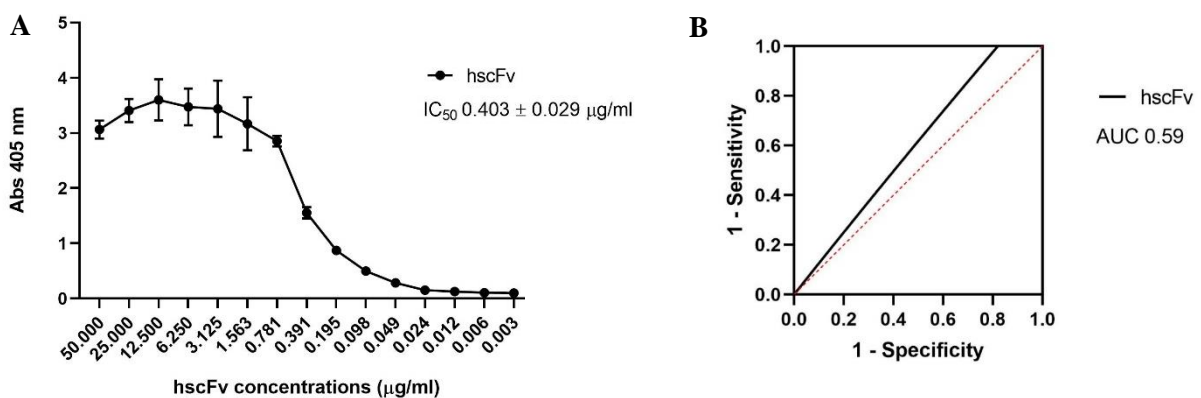 A
5
4
3
2
1
0
Abs 405 nm
50.000
25.000
12.500
6.250
3.125
1.563
0.781
0.391
0.195
0.098
0.049
0.024
0.012
0.006
0.003
hscFv concentrations (μg/ml)
hscFv
IC₅₀ 0.403 ± 0.029 μg/ml
B
1.0
0.8
0.6
0.4
0.2
0.0
1 - Sensitivity
0.0 0.2 0.4 0.6 0.8 1.0
1 - Specificity
hscFv
AUC 0.59